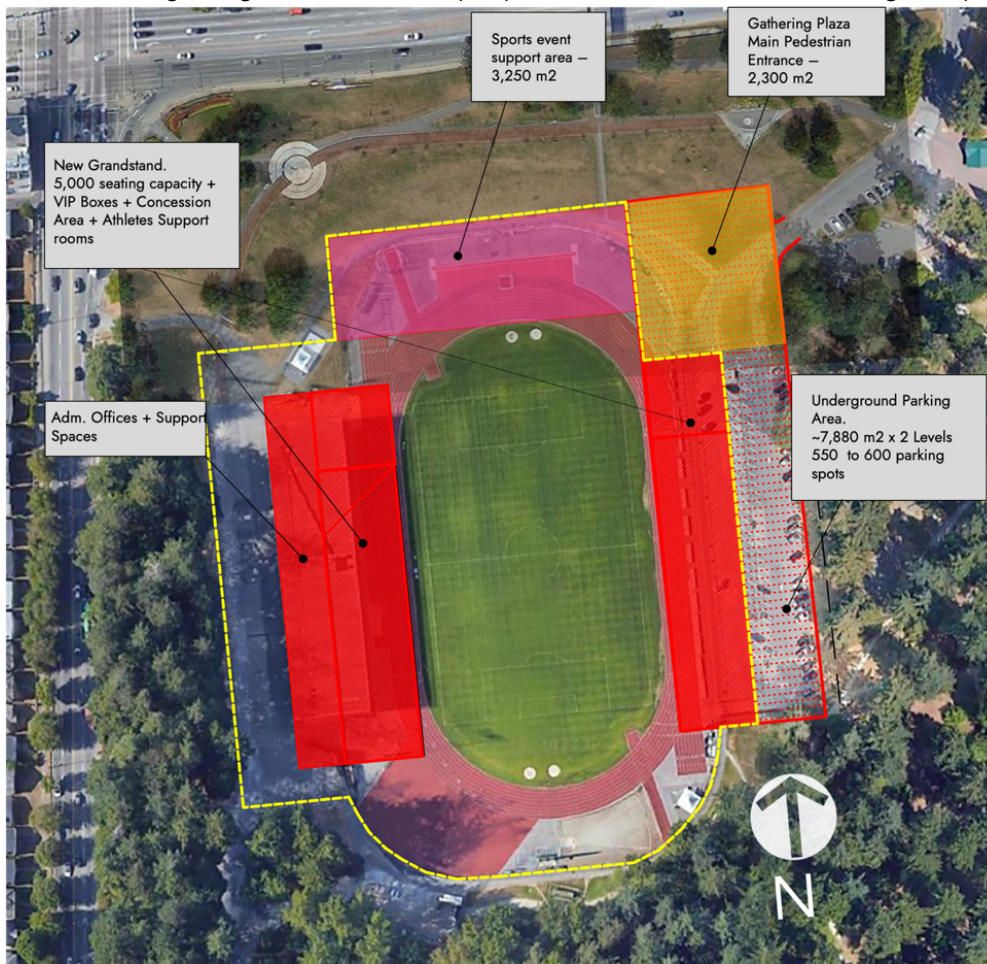 Sports event
support area –
3,250 m2
Gathering Plaza
Main Pedestrian
Entrance –
2,300 m2
New Grandstand.
5,000 seating capacity +
VIP Boxes + Concession
Area + Athletes Support
rooms
Adm. Offices + Support
Spaces
Underground Parking
Area.
~7,880 m2 x 2 Levels
550 to 600 parking
spots
N